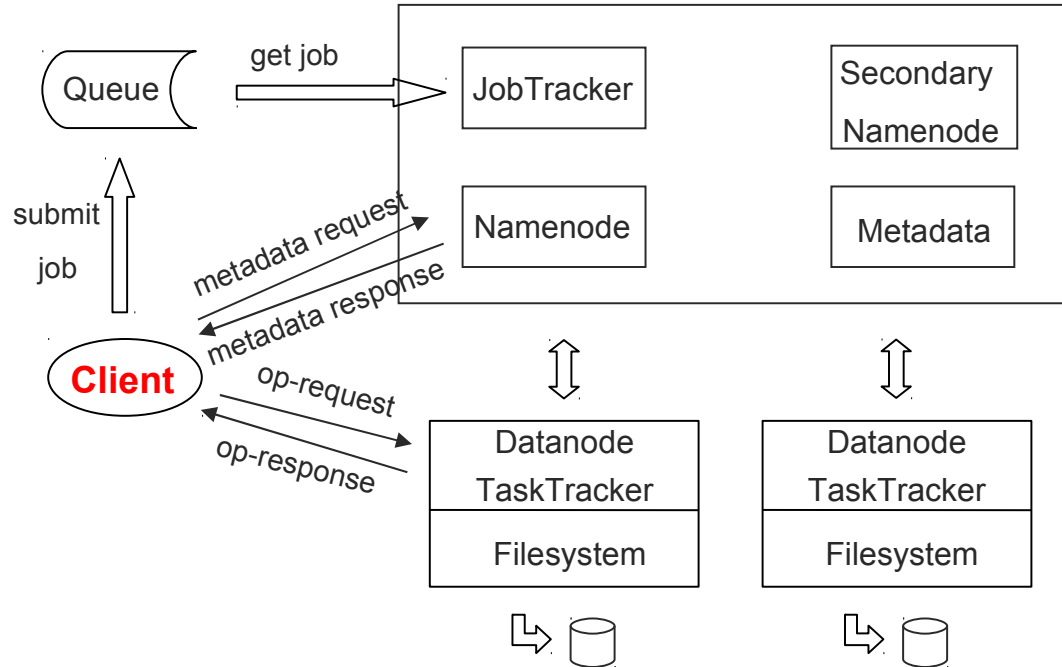 get job
Queue
JobTracker
Secondary
Namenode
submit
job
metadata request
Namenode
Metadata
metadata response
Client
op-request
op-response
Datanode
TaskTracker
Filesystem
Datanode
TaskTracker
Filesystem